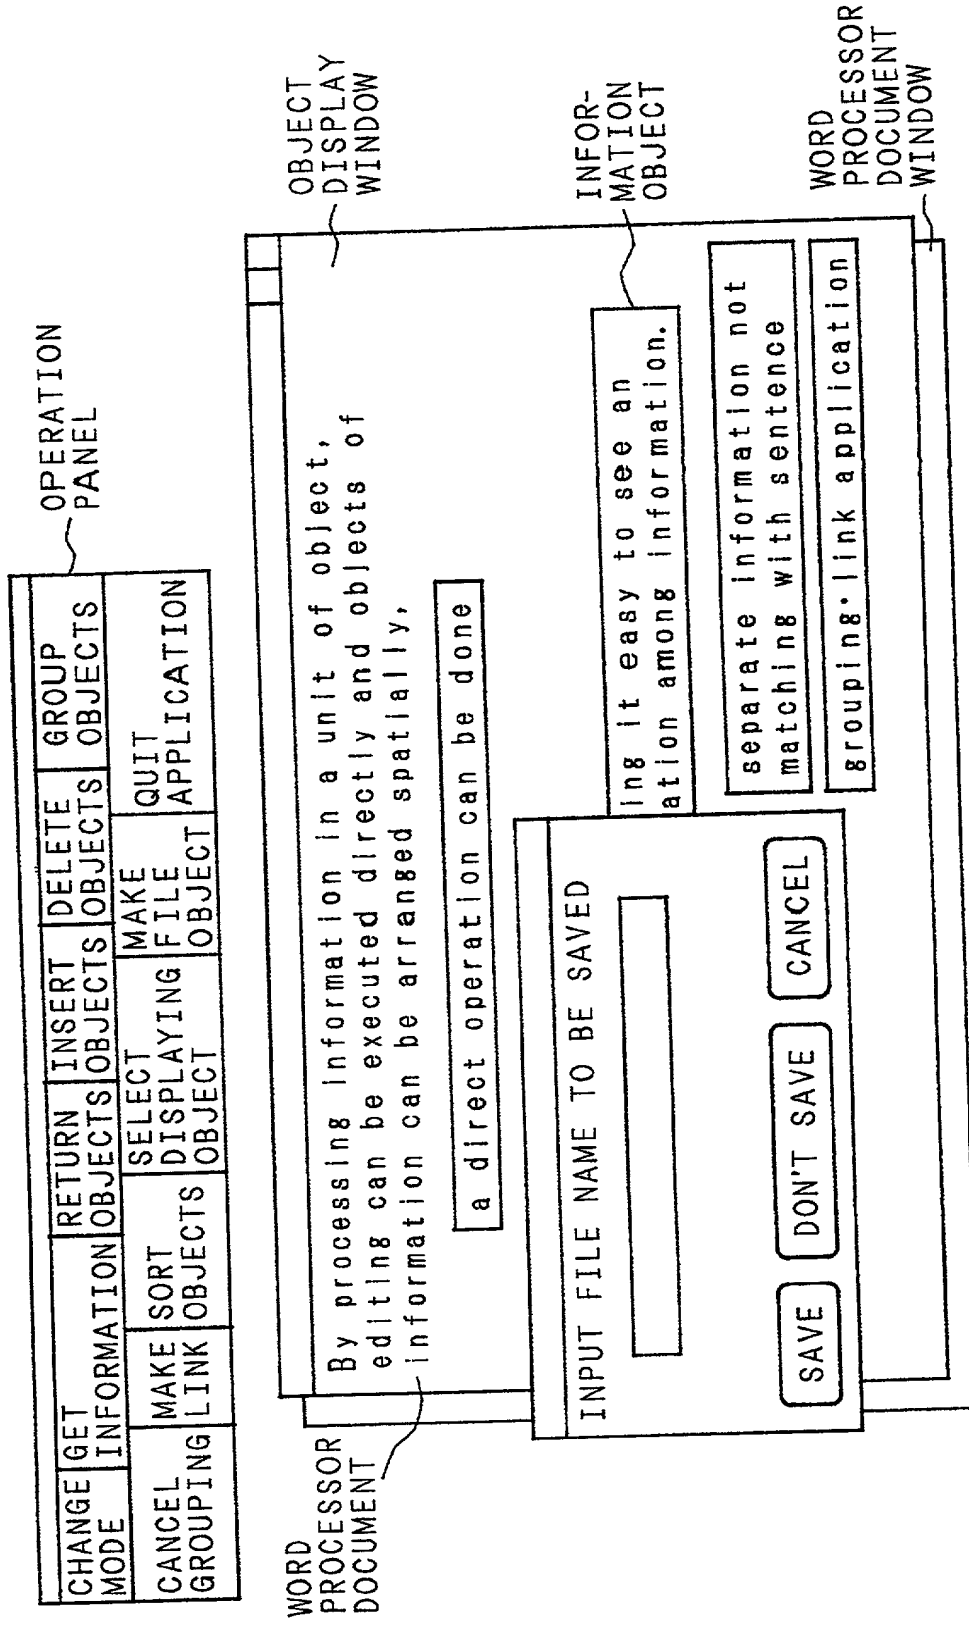 CHANGE MODE
GET INFORMATION
RETURN OBJECTS
INSERT OBJECTS
DELETE OBJECTS
GROUP OBJECTS
CANCEL GROUPING
MAKE LINK
SORT OBJECTS
SELECT DISPLAYING OBJECT
MAKE FILE OBJECT
QUIT APPLICATION
OPERATION
PANEL
OBJECT
DISPLAY
WINDOW
By processing information in a unit of object,
editing can be executed directly and objects of
information can be arranged spatially,
WORD
PROCESSOR
DOCUMENT
a direct operation can be done
INPUT FILE NAME TO BE SAVED
SAVE
DON'T SAVE
CANCEL
ing it easy to see an
ation among information.
INFOR-
MATION
OBJECT
separate information not
matching with sentence
grouping·link application
WORD
PROCESSOR
DOCUMENT
WINDOW